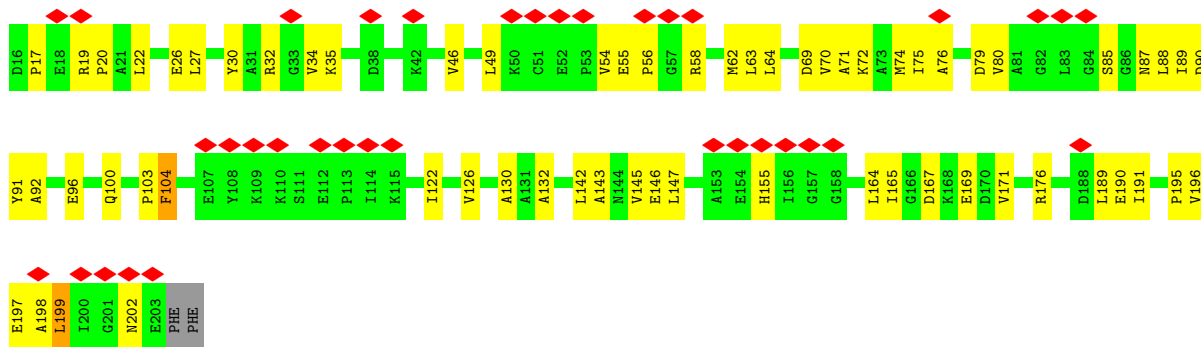 D16 P17 E18 R19 P20 A21 L22 E26 L27 Y30 A31 R32 G33 V34 K35 D38 K42 V46 L49 K50 C51 E52 P53 V54 E55 P56 G57 R58 M62 L63 L64 D69 V70 A71 K72 A73 M74 I75 A76 D79 V80 A81 G82 L83 G84 S85 G86 N87 L88 I89 D90
Y91 A92 E96 Q100 P103 F104 E107 Y108 K109 K110 S111 E112 P113 I114 K115 I122 V126 A130 A131 A132 L142 A143 N144 V145 E146 L147 A153 E154 H155 I156 G157 G158 L164 I165 G166 D167 K168 E169 D170 V171 R176 D188 L189 E190 I191 P195 V196
E197 A198 L199 I200 G201 N202 E203 PHE PHE